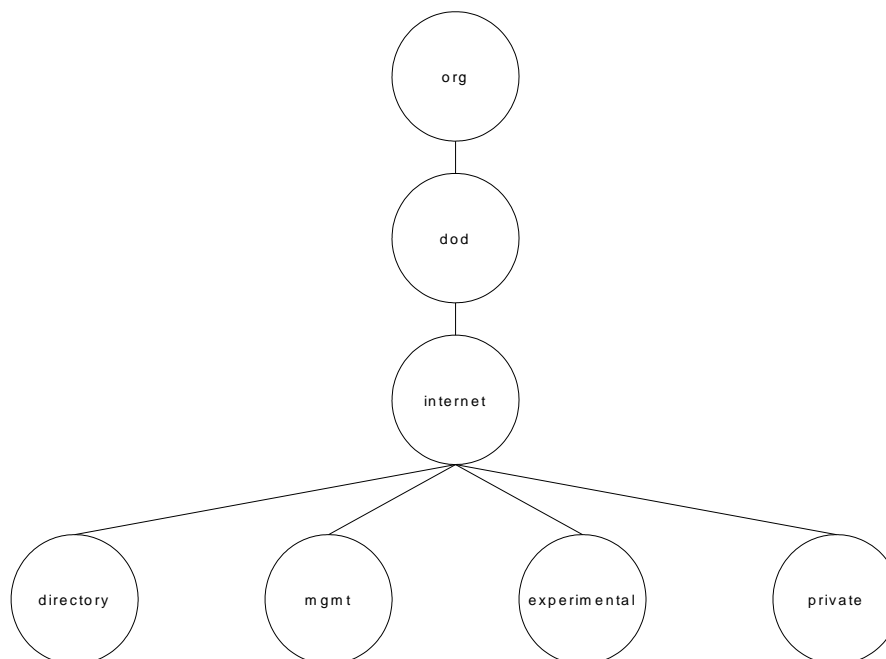 org
dod
internet
directory
mgmt
experimental
private